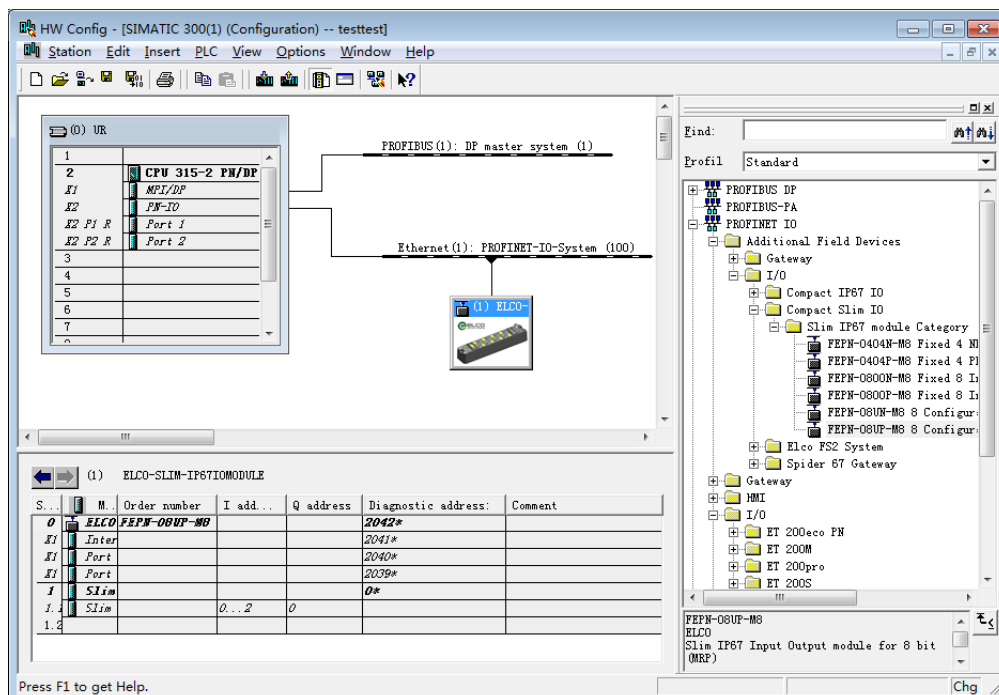 HW Config - [SIMATIC 300(1) (Configuration) -- testtest]
Station Edit Insert PLC View Options Window Help
(0) UR
1
2 CPU 315-2 PN/DP
X1 MPI/DP
X2 PN-IO
X2 P1 R Port 1
X2 P2 R Port 2
3
4
5
6
7
PROFIBUS(1): DP master system (1)
Ethernet(1): PROFINET-IO-System (100)
(1) ELCO-
ELCO
Find:
Profil Standard
PROFIBUS DP
PROFIBUS-PA
PROFINET IO
Additional Field Devices
Gateway
I/O
Compact IP67 IO
Compact Slim IO
Slim IP67 module Category
FEPN-0404N-M8 Fixed 4 N
FEPN-0404P-M8 Fixed 4 P
FEPN-0800N-M8 Fixed 8 I
FEPN-0800P-M8 Fixed 8 I
FEPN-08UN-M8 8 Configur
FEPN-08UP-M8 8 Configur
Elco FS2 System
Spider 67 Gateway
Gateway
HMI
I/O
ET 200eco PN
ET 200M
ET 200pro
ET 200S
(1) ELCO-SLIM-IP67IOMODULE
S... M.. Order number I add... Q address Diagnostic address: Comment
0 ELCO FEPN-08UP-M8 2042*
X1 Inter 2041*
X1 Port 2040*
X1 Port 2039*
1 Slim 0*
1. Slim 0...2 0
1.2
FEPN-08UP-M8
ELCO
Slim IP67 Input Output module for 8 bit
(MRP)
Press F1 to get Help.
Chg